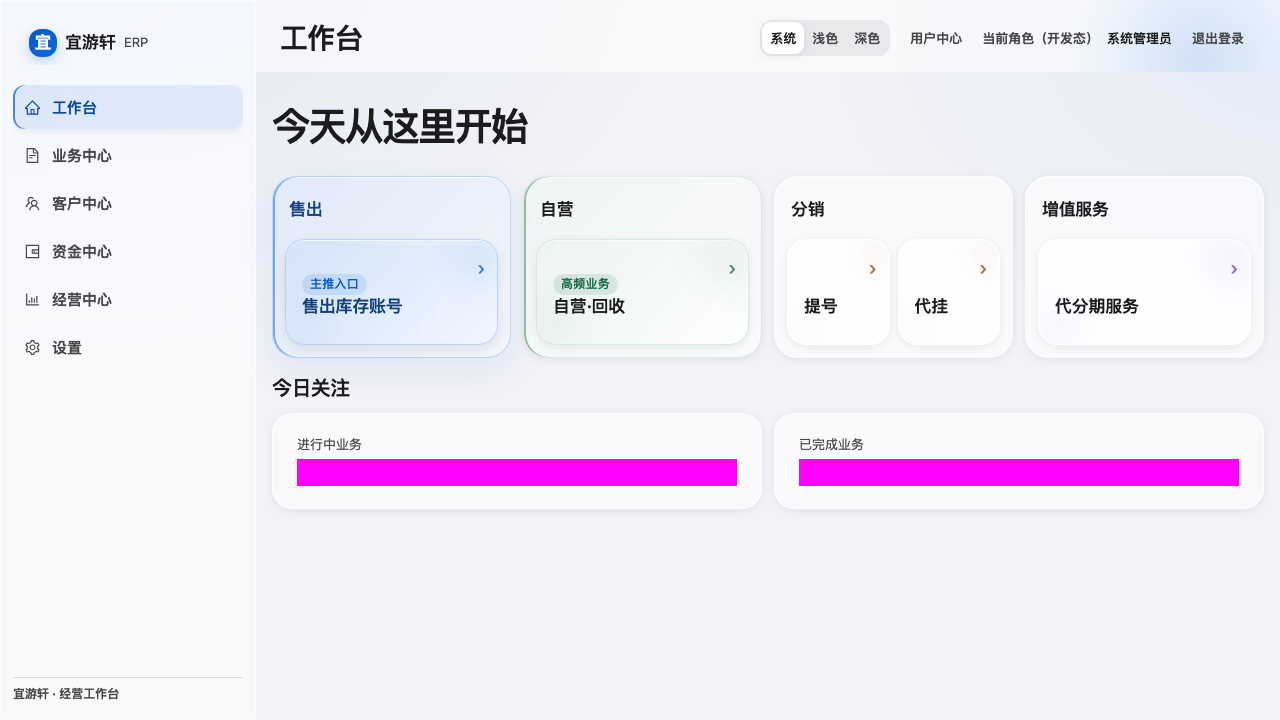 宜 宜游轩 ERP
工作台
业务中心
客户中心
资金中心
经营中心
设置
宜游轩 · 经营工作台
工作台
系统 浅色 深色 用户中心 当前角色（开发态） 系统管理员 退出登录
今天从这里开始
售出
主推入口
售出库存账号
自营
高频业务
自营·回收
分销
提号
代挂
增值服务
代分期服务
今日关注
进行中业务
已完成业务